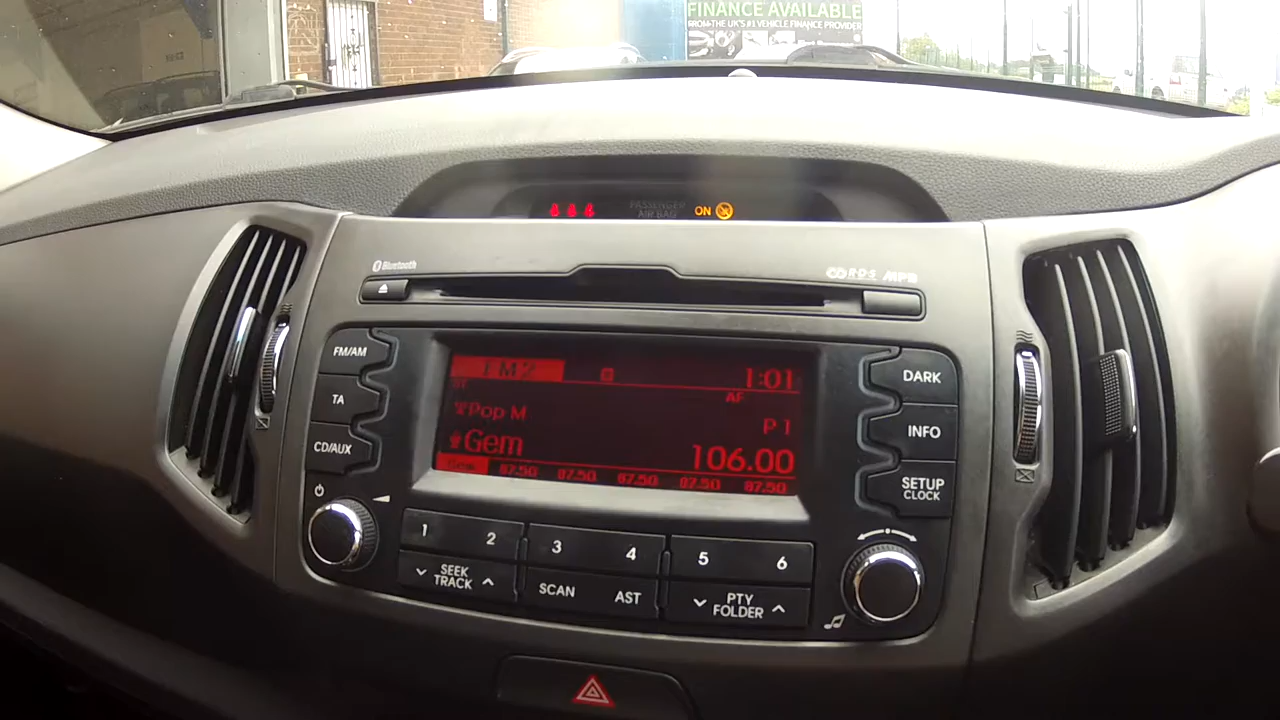 FINANCE AVAILABLE
FROM THE UK'S #1 VEHICLE FINANCE PROVIDER
PASSENGER
AIR BAG
ON
Bluetooth
RDS MP3
FM/AM
TA
CD/AUX
FM2
1:01
ST
AF
Pop M
P 1
Gem
106.00
Gem 87.50 87.50 87.50 87.50 87.50
DARK
INFO
SETUP
CLOCK
1 2 3 4 5 6
SEEK
TRACK
SCAN AST
PTY
FOLDER